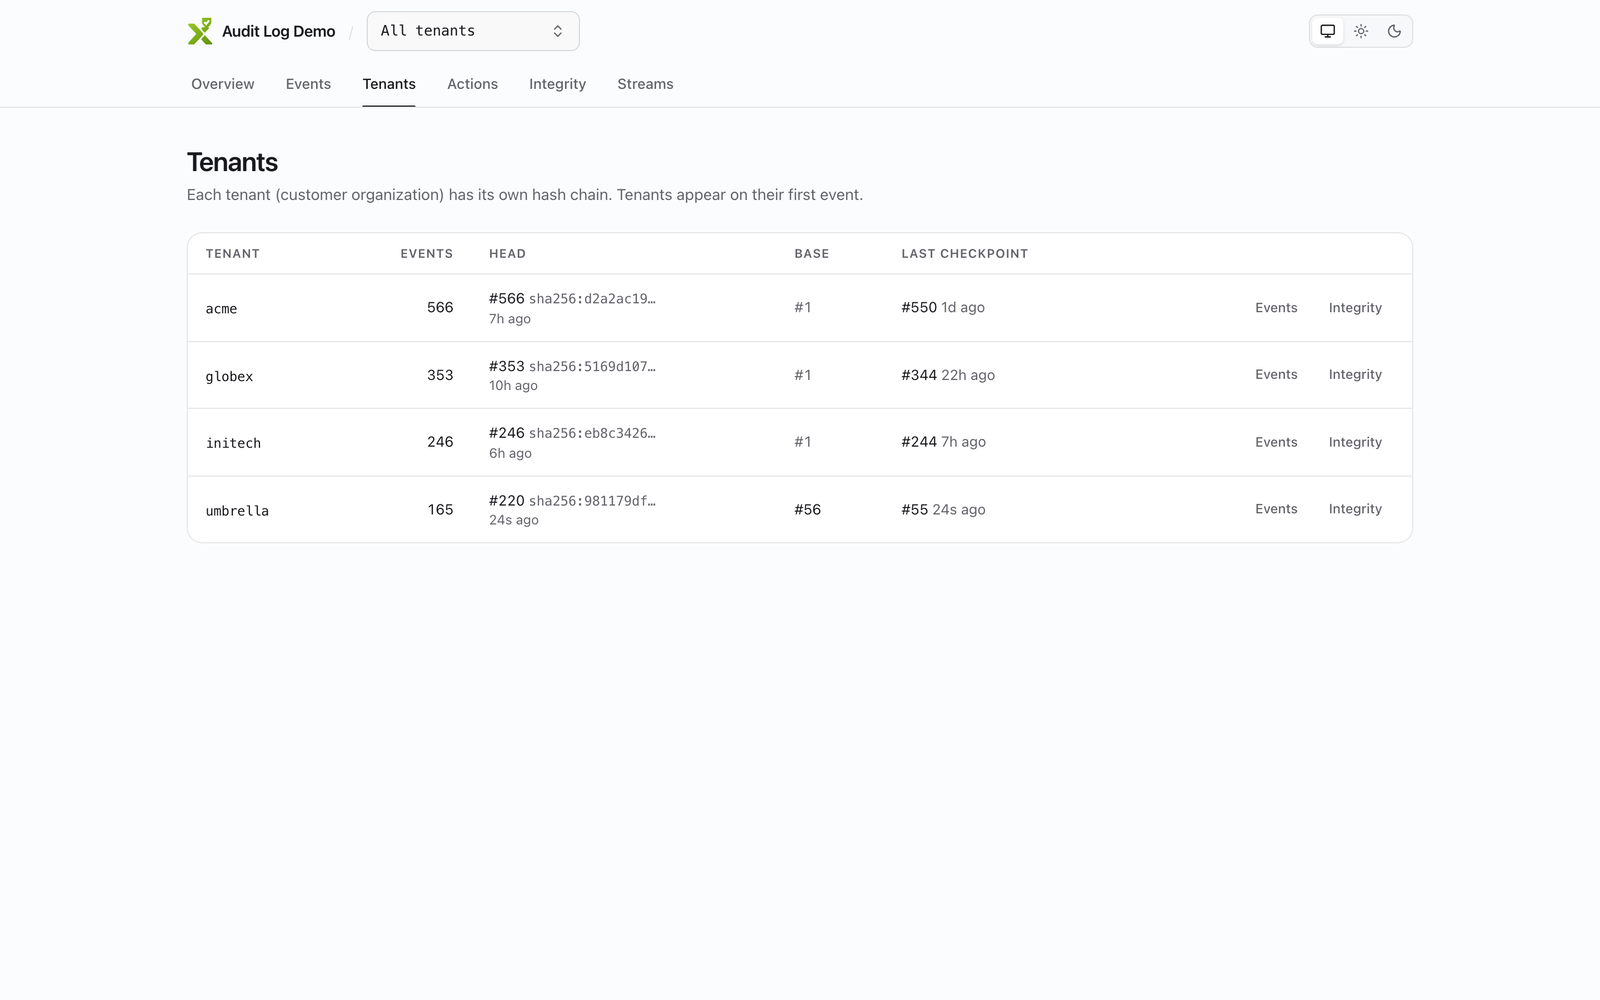 Audit Log Demo / All tenants
Overview Events Tenants Actions Integrity Streams
Tenants
Each tenant (customer organization) has its own hash chain. Tenants appear on their first event.
TENANT EVENTS HEAD BASE LAST CHECKPOINT
acme 566 #566 sha256:d2a2ac19… #1 #550 1d ago Events Integrity
7h ago
globex 353 #353 sha256:5169d107… #1 #344 22h ago Events Integrity
10h ago
initech 246 #246 sha256:eb8c3426… #1 #244 7h ago Events Integrity
6h ago
umbrella 165 #220 sha256:981179df… #56 #55 24s ago Events Integrity
24s ago